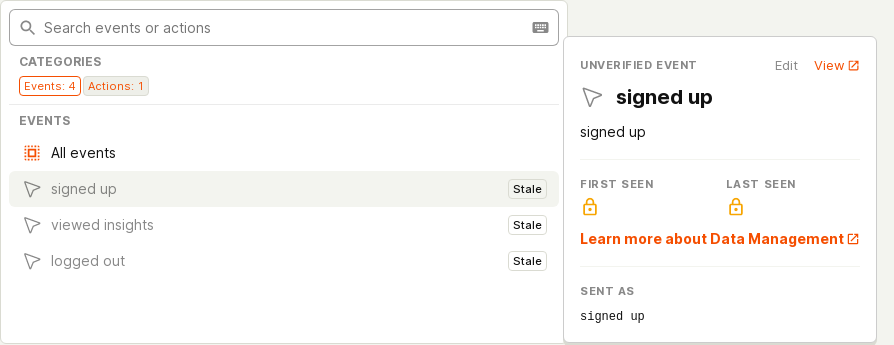 Search events or actions
CATEGORIES
Events: 4 Actions: 1
EVENTS
All events
signed up Stale
viewed insights Stale
logged out Stale
UNVERIFIED EVENT Edit View
signed up
signed up
FIRST SEEN LAST SEEN
Learn more about Data Management
SENT AS
signed up